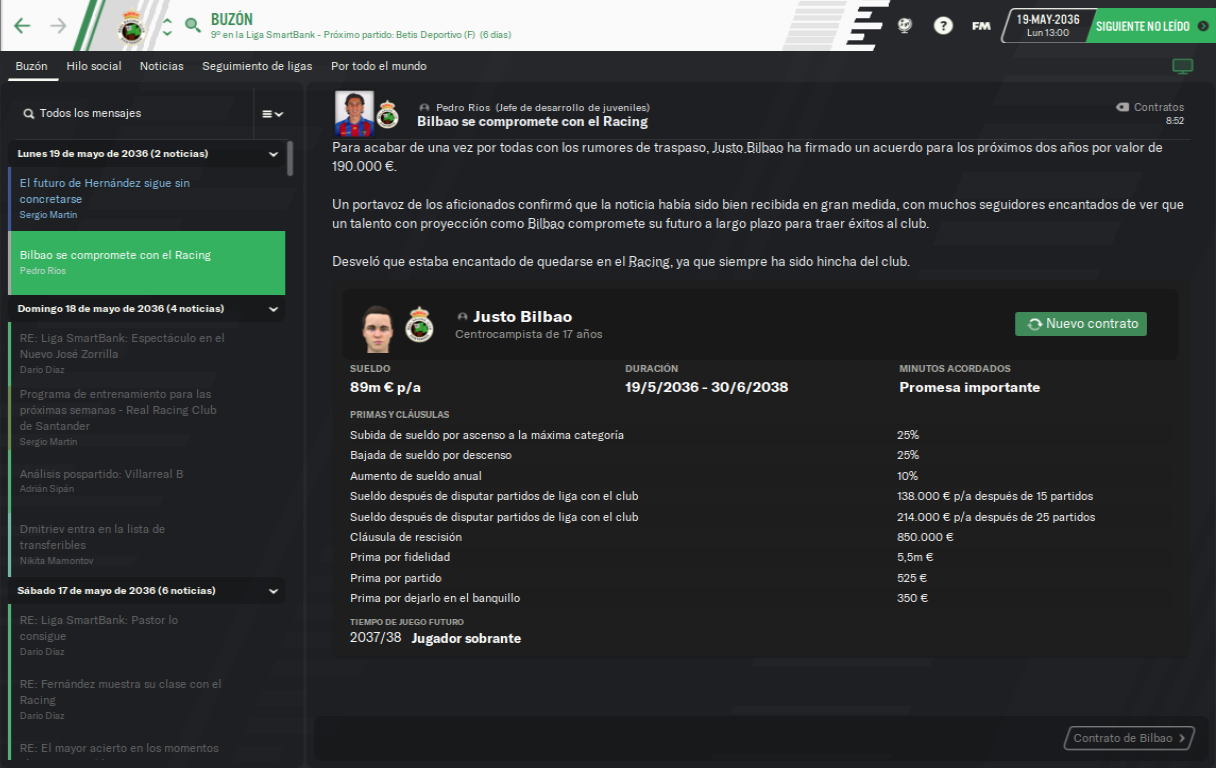 BUZÓN
9º en la Liga SmartBank - Próximo partido: Betis Deportivo (F) (6 días)
?
FM
19-MAY-2036
Lun 13:00
SIGUIENTE NO LEÍDO
Buzón
Hilo social
Noticias
Seguimiento de ligas
Por todo el mundo
Todos los mensajes
Lunes 19 de mayo de 2036 (2 noticias)
El futuro de Hernández sigue sin
concretarse
Sergio Martín
Bilbao se compromete con el Racing
Pedro Ríos
Domingo 18 de mayo de 2036 (4 noticias)
RE: Liga SmartBank: Espectáculo en el
Nuevo José Zorrilla
Darío Díaz
Programa de entrenamiento para las
próximas semanas - Real Racing Club
de Santander
Sergio Martín
Análisis pospartido: Villarreal B
Adrián Sipán
Dmitriev entra en la lista de
transferibles
Nikita Mamontov
Sábado 17 de mayo de 2036 (6 noticias)
RE: Liga SmartBank: Pastor lo
consigue
Darío Díaz
RE: Fernández muestra su clase con el
Racing
Darío Díaz
RE: El mayor acierto en los momentos
Pedro Ríos (Jefe de desarrollo de juveniles)
Bilbao se compromete con el Racing
Contratos
8:52
Para acabar de una vez por todas con los rumores de traspaso, Justo Bilbao ha firmado un acuerdo para los próximos dos años por valor de
190.000 €.
Un portavoz de los aficionados confirmó que la noticia había sido bien recibida en gran medida, con muchos seguidores encantados de ver que
un talento con proyección como Bilbao compromete su futuro a largo plazo para traer éxitos al club.
Desveló que estaba encantado de quedarse en el Racing, ya que siempre ha sido hincha del club.
Justo Bilbao
Centrocampista de 17 años
Nuevo contrato
SUELDO
89m € p/a
DURACIÓN
19/5/2036 - 30/6/2038
MINUTOS ACORDADOS
Promesa importante
PRIMAS Y CLÁUSULAS
Subida de sueldo por ascenso a la máxima categoría 25%
Bajada de sueldo por descenso 25%
Aumento de sueldo anual 10%
Sueldo después de disputar partidos de liga con el club 138.000 € p/a después de 15 partidos
Sueldo después de disputar partidos de liga con el club 214.000 € p/a después de 25 partidos
Cláusula de rescisión 850.000 €
Prima por fidelidad 5,5m €
Prima por partido 525 €
Prima por dejarlo en el banquillo 350 €
TIEMPO DE JUEGO FUTURO
2037/38 Jugador sobrante
Contrato de Bilbao